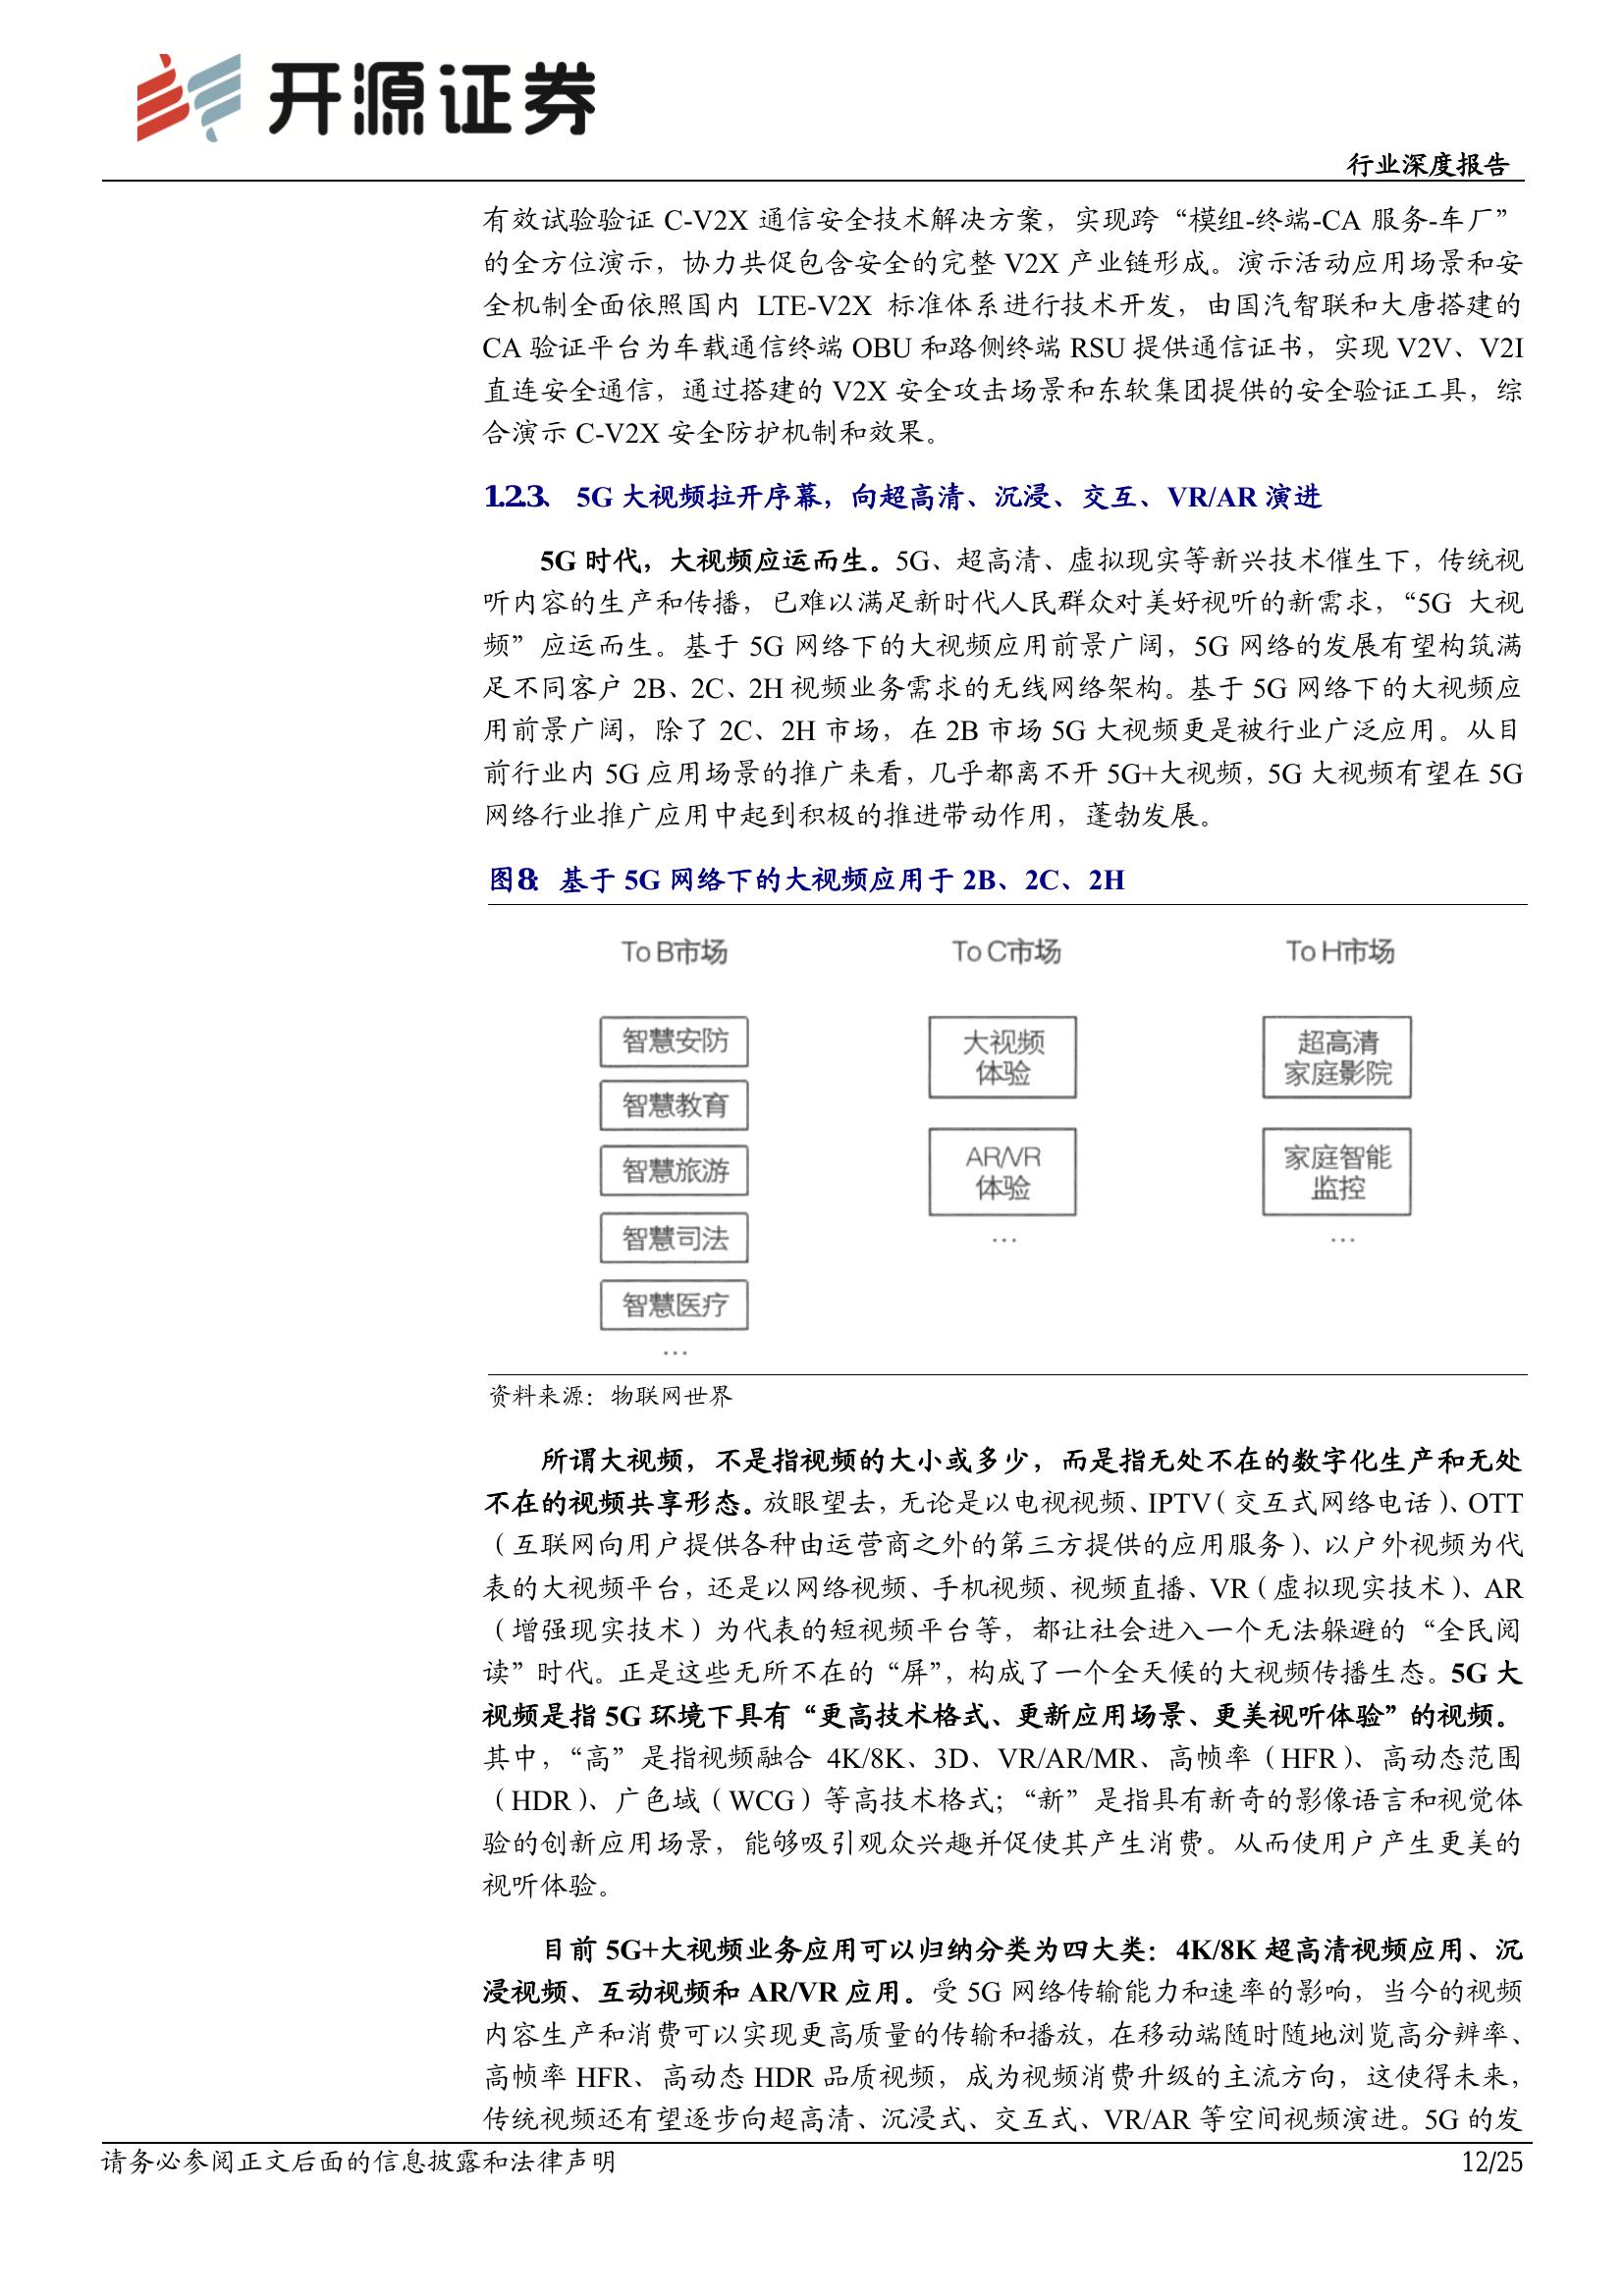 开源证券
行业深度报告
有效试验验证 C-V2X 通信安全技术解决方案，实现跨“模组-终端-CA 服务-车厂”
的全方位演示，协力共促包含安全的完整 V2X 产业链形成。演示活动应用场景和安
全机制全面依照国内 LTE-V2X 标准体系进行技术开发，由国汽智联和大唐搭建的
CA 验证平台为车载通信终端 OBU 和路侧终端 RSU 提供通信证书，实现 V2V、V2I
直连安全通信，通过搭建的 V2X 安全攻击场景和东软集团提供的安全验证工具，综
合演示 C-V2X 安全防护机制和效果。
1.2.3、 5G 大视频拉开序幕，向超高清、沉浸、交互、VR/AR 演进
5G 时代，大视频应运而生。5G、超高清、虚拟现实等新兴技术催生下，传统视
听内容的生产和传播，已难以满足新时代人民群众对美好视听的新需求，“5G 大视
频”应运而生。基于 5G 网络下的大视频应用前景广阔，5G 网络的发展有望构筑满
足不同客户 2B、2C、2H 视频业务需求的无线网络架构。基于 5G 网络下的大视频应
用前景广阔，除了 2C、2H 市场，在 2B 市场 5G 大视频更是被行业广泛应用。从目
前行业内 5G 应用场景的推广来看，几乎都离不开 5G+大视频，5G 大视频有望在 5G
网络行业推广应用中起到积极的推进带动作用，蓬勃发展。
图8： 基于 5G 网络下的大视频应用于 2B、2C、2H
To B市场
To C市场
To H市场
智慧安防
智慧教育
智慧旅游
智慧司法
智慧医疗
…
大视频
体验
AR/VR
体验
…
超高清
家庭影院
家庭智能
监控
…
资料来源：物联网世界
所谓大视频，不是指视频的大小或多少，而是指无处不在的数字化生产和无处
不在的视频共享形态。放眼望去，无论是以电视视频、IPTV（交互式网络电话）、OTT
（互联网向用户提供各种由运营商之外的第三方提供的应用服务）、以户外视频为代
表的大视频平台，还是以网络视频、手机视频、视频直播、VR（虚拟现实技术）、AR
（增强现实技术）为代表的短视频平台等，都让社会进入一个无法躲避的“全民阅
读”时代。正是这些无所不在的“屏”，构成了一个全天候的大视频传播生态。5G 大
视频是指 5G 环境下具有“更高技术格式、更新应用场景、更美视听体验”的视频。
其中，“高”是指视频融合 4K/8K、3D、VR/AR/MR、高帧率（HFR）、高动态范围
（HDR）、广色域（WCG）等高技术格式；“新”是指具有新奇的影像语言和视觉体
验的创新应用场景，能够吸引观众兴趣并促使其产生消费。从而使用户产生更美的
视听体验。
目前 5G+大视频业务应用可以归纳分类为四大类：4K/8K 超高清视频应用、沉
浸视频、互动视频和 AR/VR 应用。受 5G 网络传输能力和速率的影响，当今的视频
内容生产和消费可以实现更高质量的传输和播放，在移动端随时随地浏览高分辨率、
高帧率 HFR、高动态 HDR 品质视频，成为视频消费升级的主流方向，这使得未来，
传统视频还有望逐步向超高清、沉浸式、交互式、VR/AR 等空间视频演进。5G 的发
请务必参阅正文后面的信息披露和法律声明
12/25